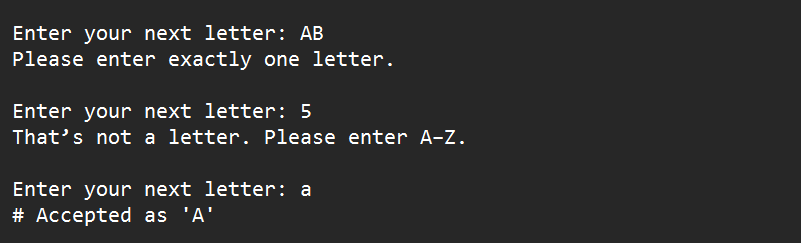 Enter your next letter: AB
Please enter exactly one letter.
Enter your next letter: 5
That’s not a letter. Please enter A–Z.
Enter your next letter: a
# Accepted as 'A'